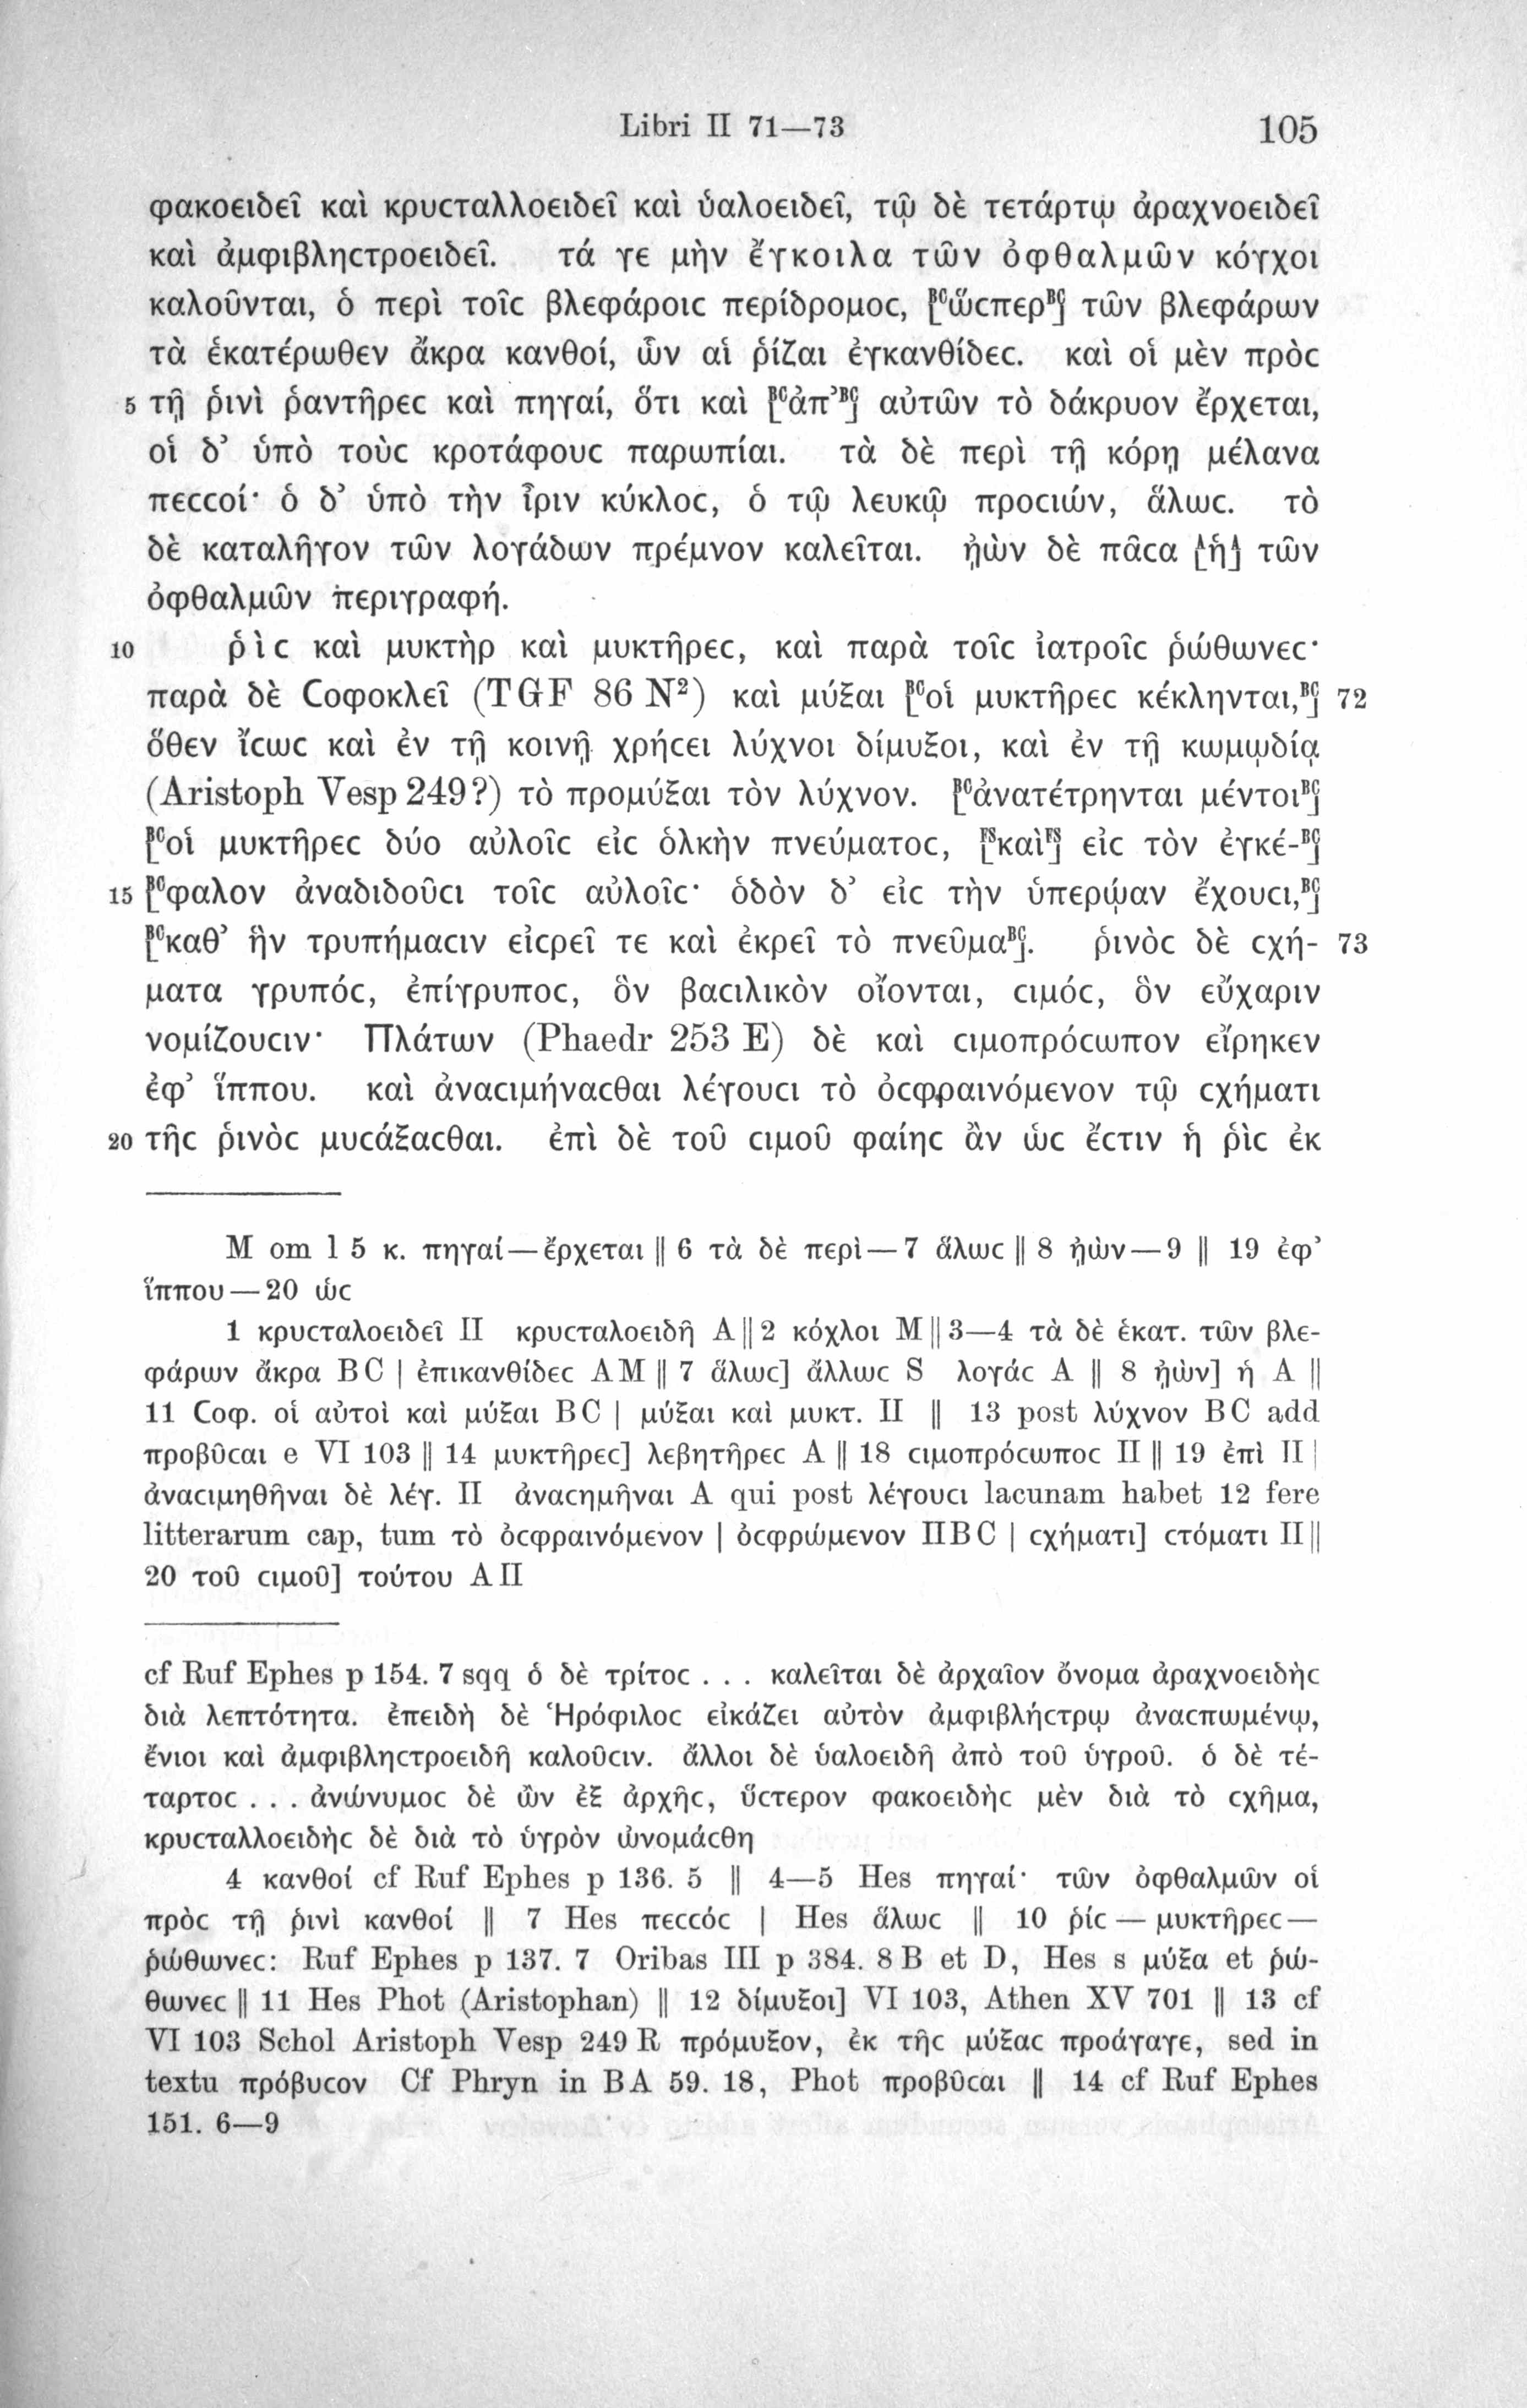 Libri II 71—73 105
φακοειδεῖ καὶ κρυϲταλλοειδεῖ καὶ ὑαλοειδεῖ, τῷ δὲ τετάρτῳ ἀραχνοειδεῖ
καὶ ἀμφιβληϲτροειδεῖ. τά γε μὴν ἔγκοιλα τῶν ὀφθαλμῶν κόγχοι
καλοῦνται, ὁ περὶ τοῖϲ βλεφάροιϲ περίδρομοϲ, [ᴮᶜὥϲπερᴮᶜ] τῶν βλεφάρων
τὰ ἑκατέρωθεν ἄκρα κανθοί, ὧν αἱ ῥίζαι ἐγκανθίδεϲ. καὶ οἱ μὲν πρὸϲ
5 τῇ ῥινὶ ῥαντῆρεϲ καὶ πηγαί, ὅτι καὶ [ᴮᶜἀπ’ᴮᶜ] αὐτῶν τὸ δάκρυον ἔρχεται,
οἱ δ’ ὑπὸ τοὺϲ κροτάφουϲ παρωπίαι. τὰ δὲ περὶ τῇ κόρῃ μέλανα
πεϲϲοί· ὁ δ’ ὑπὸ τὴν ἶριν κύκλοϲ, ὁ τῷ λευκῷ προϲιών, ἅλωϲ. τὸ
δὲ καταλῆγον τῶν λογάδων πρέμνον καλεῖται. ᾐὼν δὲ πᾶϲα [ᴬἡᴬ] τῶν
ὀφθαλμῶν περιγραφή.
10 ῥὶϲ καὶ μυκτὴρ καὶ μυκτῆρεϲ, καὶ παρὰ τοῖϲ ἰατροῖϲ ῥώθωνεϲ·
παρὰ δὲ Ϲοφοκλεῖ (TGF 86 N²) καὶ μύξαι [ᴮᶜοἱ μυκτῆρεϲ κέκληνται,ᴮᶜ] 72
ὅθεν ἴϲωϲ καὶ ἐν τῇ κοινῇ χρήϲει λύχνοι δίμυξοι, καὶ ἐν τῇ κωμῳδίᾳ
(Aristoph Vesp 249?) τὸ προμύξαι τὸν λύχνον. [ᴮᶜἀνατέτρηνται μέντοιᴮᶜ]
[ᴮᶜοἱ μυκτῆρεϲ δύο αὐλοῖϲ εἰϲ ὁλκὴν πνεύματοϲ, [ꟳˢκαὶꟳˢ] εἰϲ τὸν ἐγκέ-ᴮᶜ]
15 [ᴮᶜφαλον ἀναδιδοῦϲι τοῖϲ αὐλοῖϲ· ὁδὸν δ’ εἰϲ τὴν ὑπερῴαν ἔχουϲι,ᴮᶜ]
[ᴮᶜκαθ’ ἣν τρυπήμαϲιν εἰϲρεῖ τε καὶ ἐκρεῖ τὸ πνεῦμαᴮᶜ]. ῥινὸϲ δὲ ϲχή- 73
ματα γρυπόϲ, ἐπίγρυποϲ, ὃν βαϲιλικὸν οἴονται, ϲιμόϲ, ὃν εὔχαριν
νομίζουϲιν· Πλάτων (Phaedr 253 E) δὲ καὶ ϲιμοπρόϲωπον εἴρηκεν
ἐφ’ ἵππου. καὶ ἀναϲιμήναϲθαι λέγουϲι τὸ ὀϲφραινόμενον τῷ ϲχήματι
20 τῆϲ ῥινὸϲ μυϲάξαϲθαι. ἐπὶ δὲ τοῦ ϲιμοῦ φαίηϲ ἂν ὡϲ ἔϲτιν ἡ ῥὶϲ ἐκ
M om l 5 κ. πηγαί—ἔρχεται || 6 τὰ δὲ περὶ—7 ἅλωϲ || 8 ᾐὼν—9 || 19 ἐφ’
ἵππου—20 ὡϲ
1 κρυϲταλοειδεῖ II κρυϲταλοειδῆ A || 2 κόχλοι M || 3—4 τὰ δὲ ἑκατ. τῶν βλε-
φάρων ἄκρα BC | ἐπικανθίδεϲ AM || 7 ἅλωϲ] ἄλλωϲ S λογάϲ A || 8 ᾐὼν] ἡ A ||
11 Ϲοφ. οἱ αὐτοὶ καὶ μύξαι BC | μύξαι καὶ μυκτ. II || 13 post λύχνον BC add
προβῦϲαι e VI 103 || 14 μυκτῆρεϲ] λεβητῆρεϲ A || 18 ϲιμοπρόϲωποϲ II || 19 ἐπὶ II |
ἀναϲιμηθῆναι δὲ λέγ. II ἀναϲημῆναι A qui post λέγουϲι lacunam habet 12 fere
litterarum cap, tum τὸ ὀϲφραινόμενον | ὀϲφρώμενον IIBC | ϲχήματι] ϲτόματι II ||
20 τοῦ ϲιμοῦ] τούτου A II
cf Ruf Ephes p 154. 7 sqq ὁ δὲ τρίτοϲ . . . καλεῖται δὲ ἀρχαῖον ὄνομα ἀραχνοειδὴϲ
διὰ λεπτότητα. ἐπειδὴ δὲ Ἡρόφιλοϲ εἰκάζει αὐτὸν ἀμφιβλήϲτρῳ ἀναϲπωμένῳ,
ἔνιοι καὶ ἀμφιβληϲτροειδῆ καλοῦϲιν. ἄλλοι δὲ ὑαλοειδῆ ἀπὸ τοῦ ὑγροῦ. ὁ δὲ τέ-
ταρτοϲ . . . ἀνώνυμοϲ δὲ ὢν ἐξ ἀρχῆϲ, ὕϲτερον φακοειδὴϲ μὲν διὰ τὸ ϲχῆμα,
κρυϲταλλοειδὴϲ δὲ διὰ τὸ ὑγρὸν ὠνομάϲθη
4 κανθοί cf Ruf Ephes p 136. 5 || 4—5 Hes πηγαί· τῶν ὀφθαλμῶν οἱ
πρὸϲ τῇ ῥινὶ κανθοί || 7 Hes πεϲϲόϲ | Hes ἅλωϲ || 10 ῥίϲ — μυκτῆρεϲ—
ῥώθωνεϲ: Ruf Ephes p 137. 7 Oribas III p 384. 8 B et D, Hes s μύξα et ῥώ-
θωνεϲ || 11 Hes Phot (Aristophan) || 12 δίμυξοι] VI 103, Athen XV 701 || 13 cf
VI 103 Schol Aristoph Vesp 249 R πρόμυξον, ἐκ τῆϲ μύξαϲ προάγαγε, sed in
textu πρόβυϲον Cf Phryn in BA 59. 18, Phot προβῦϲαι || 14 cf Ruf Ephes
151. 6—9